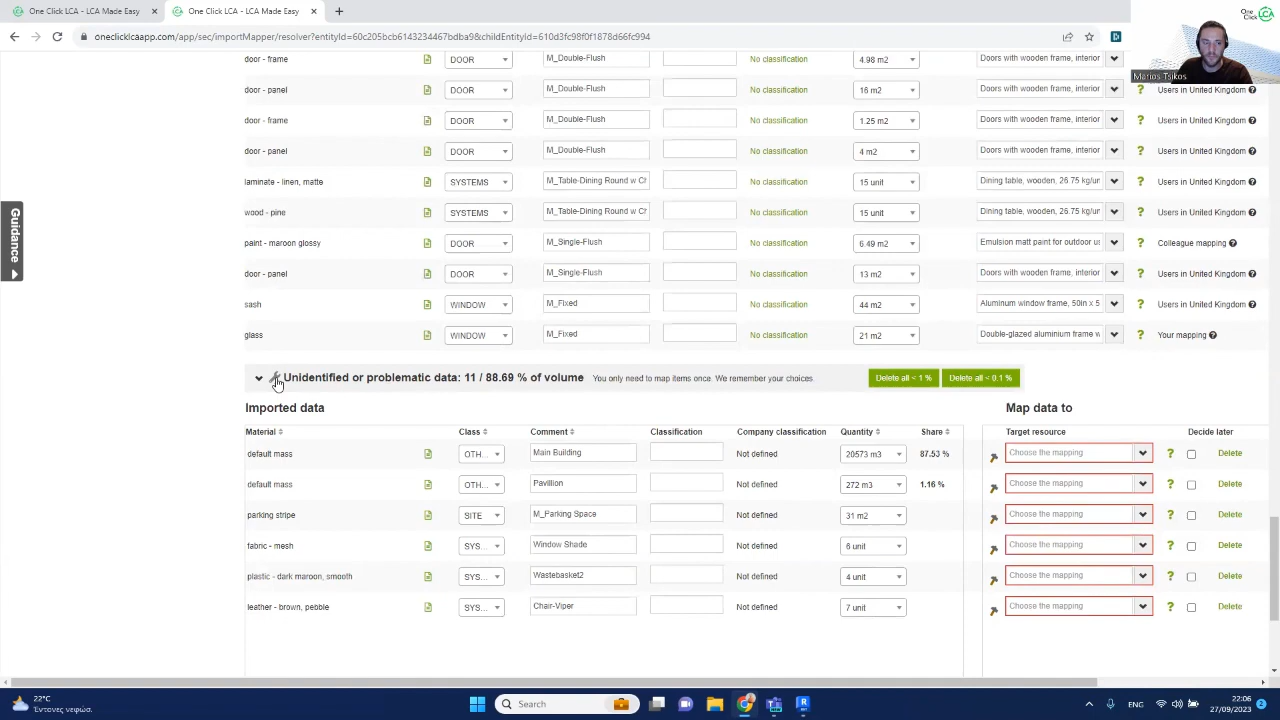 One Click LCA - LCA Made Easy
One Click LCA - LCA Made Easy
oneclicklcaapp.com/app/sec/importMapper/resolver?entityId=60c205bcb6143234467bdba98&childEntityId=610d3fc98f0f1878d66fc994
One
Click LCA
Marios Tsikos
door - frame DOOR M_Double-Flush No classification 4.98 m2 Doors with wooden frame, interior Users in United Kingdom
door - panel DOOR M_Double-Flush No classification 16 m2 Doors with wooden frame, interior ? Users in United Kingdom ?
door - frame DOOR M_Double-Flush No classification 1.25 m2 Doors with wooden frame, interior ? Users in United Kingdom ?
door - panel DOOR M_Double-Flush No classification 4 m2 Doors with wooden frame, interior ? Users in United Kingdom ?
laminate - linen, matte SYSTEMS M_Table-Dining Round w Ch No classification 15 unit Dining table, wooden, 26.75 kg/un ? Users in United Kingdom ?
wood - pine SYSTEMS M_Table-Dining Round w Ch No classification 15 unit Dining table, wooden, 26.75 kg/un ? Users in United Kingdom ?
paint - maroon glossy DOOR M_Single-Flush No classification 6.49 m2 Emulsion matt paint for outdoor us ? Colleague mapping ?
door - panel DOOR M_Single-Flush No classification 13 m2 Doors with wooden frame, interior ? Users in United Kingdom ?
sash WINDOW M_Fixed No classification 44 m2 Aluminum window frame, 50in x 5 ? Users in United Kingdom ?
glass WINDOW M_Fixed No classification 21 m2 Double-glazed aluminium frame w ? Your mapping ?
Guidance
Unidentified or problematic data: 11 / 88.69 % of volume You only need to map items once. We remember your choices. Delete all < 1 % Delete all < 0.1 %
Imported data Map data to
Material Class Comment Classification Company classification Quantity Share Target resource Decide later
default mass OTH... Main Building Not defined 20573 m3 87.53 % Choose the mapping ? Delete
default mass OTH... Pavillion Not defined 272 m3 1.16 % Choose the mapping ? Delete
parking stripe SITE M_Parking Space Not defined 31 m2 Choose the mapping ? Delete
fabric - mesh SYS... Window Shade Not defined 6 unit Choose the mapping ? Delete
plastic - dark maroon, smooth SYS... Wastebasket2 Not defined 4 unit Choose the mapping ? Delete
leather - brown, pebble SYS... Chair-Viper Not defined 7 unit Choose the mapping ? Delete
22°C
Έντονες νεφώσ.
Search
ENG
22:06
27/09/2023